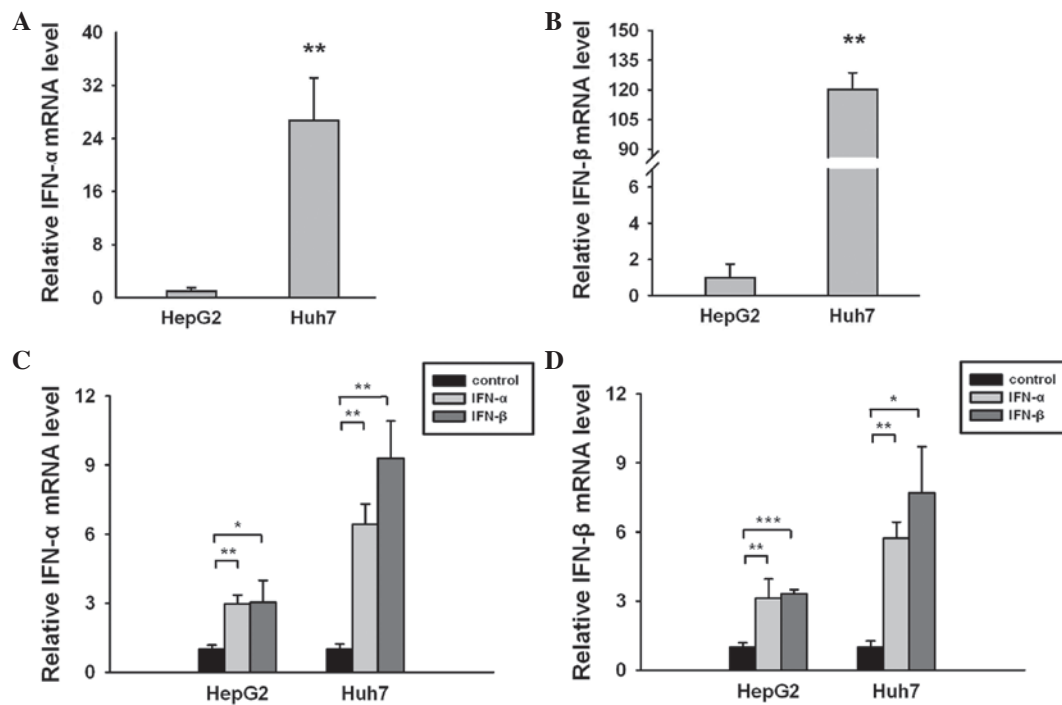 A
Relative IFN-α mRNA level
40
32
24
16
8
0
**
HepG2 Huh7
B
Relative IFN-β mRNA level
150
135
120
105
90
6
4
2
0
**
HepG2 Huh7
C
Relative IFN-α mRNA level
12
9
6
3
0
control
IFN-α
IFN-β
*
**
**
**
HepG2 Huh7
D
Relative IFN-β mRNA level
12
9
6
3
0
control
IFN-α
IFN-β
***
**
*
**
HepG2 Huh7